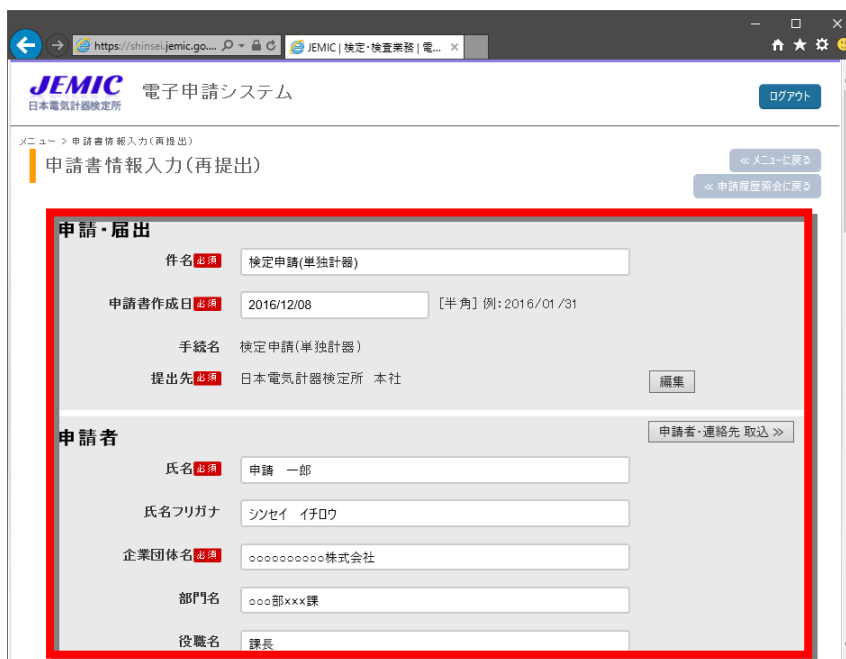 https://shinsei.jemic.go....
JEMIC | 検定・検査業務 | 電...
JEMIC 電子申請システム
日本電気計器検定所
ログアウト
メニュー > 申請書情報入力(再提出)
申請書情報入力(再提出)
≪ メニューに戻る
≪ 申請履歴照会に戻る
申請・届出
件名 必須 検定申請(単独計器)
申請書作成日 必須 2016/12/08 [半角] 例:2016/01/31
手続名 検定申請(単独計器)
提出先 必須 日本電気計器検定所 本社 編集
申請者 申請者・連絡先 取込 ≫
氏名 必須 申請 一郎
氏名フリガナ シンセイ イチロウ
企業団体名 必須 ○○○○○○○○○○株式会社
部門名 ○○○部×××課
役職名 課長